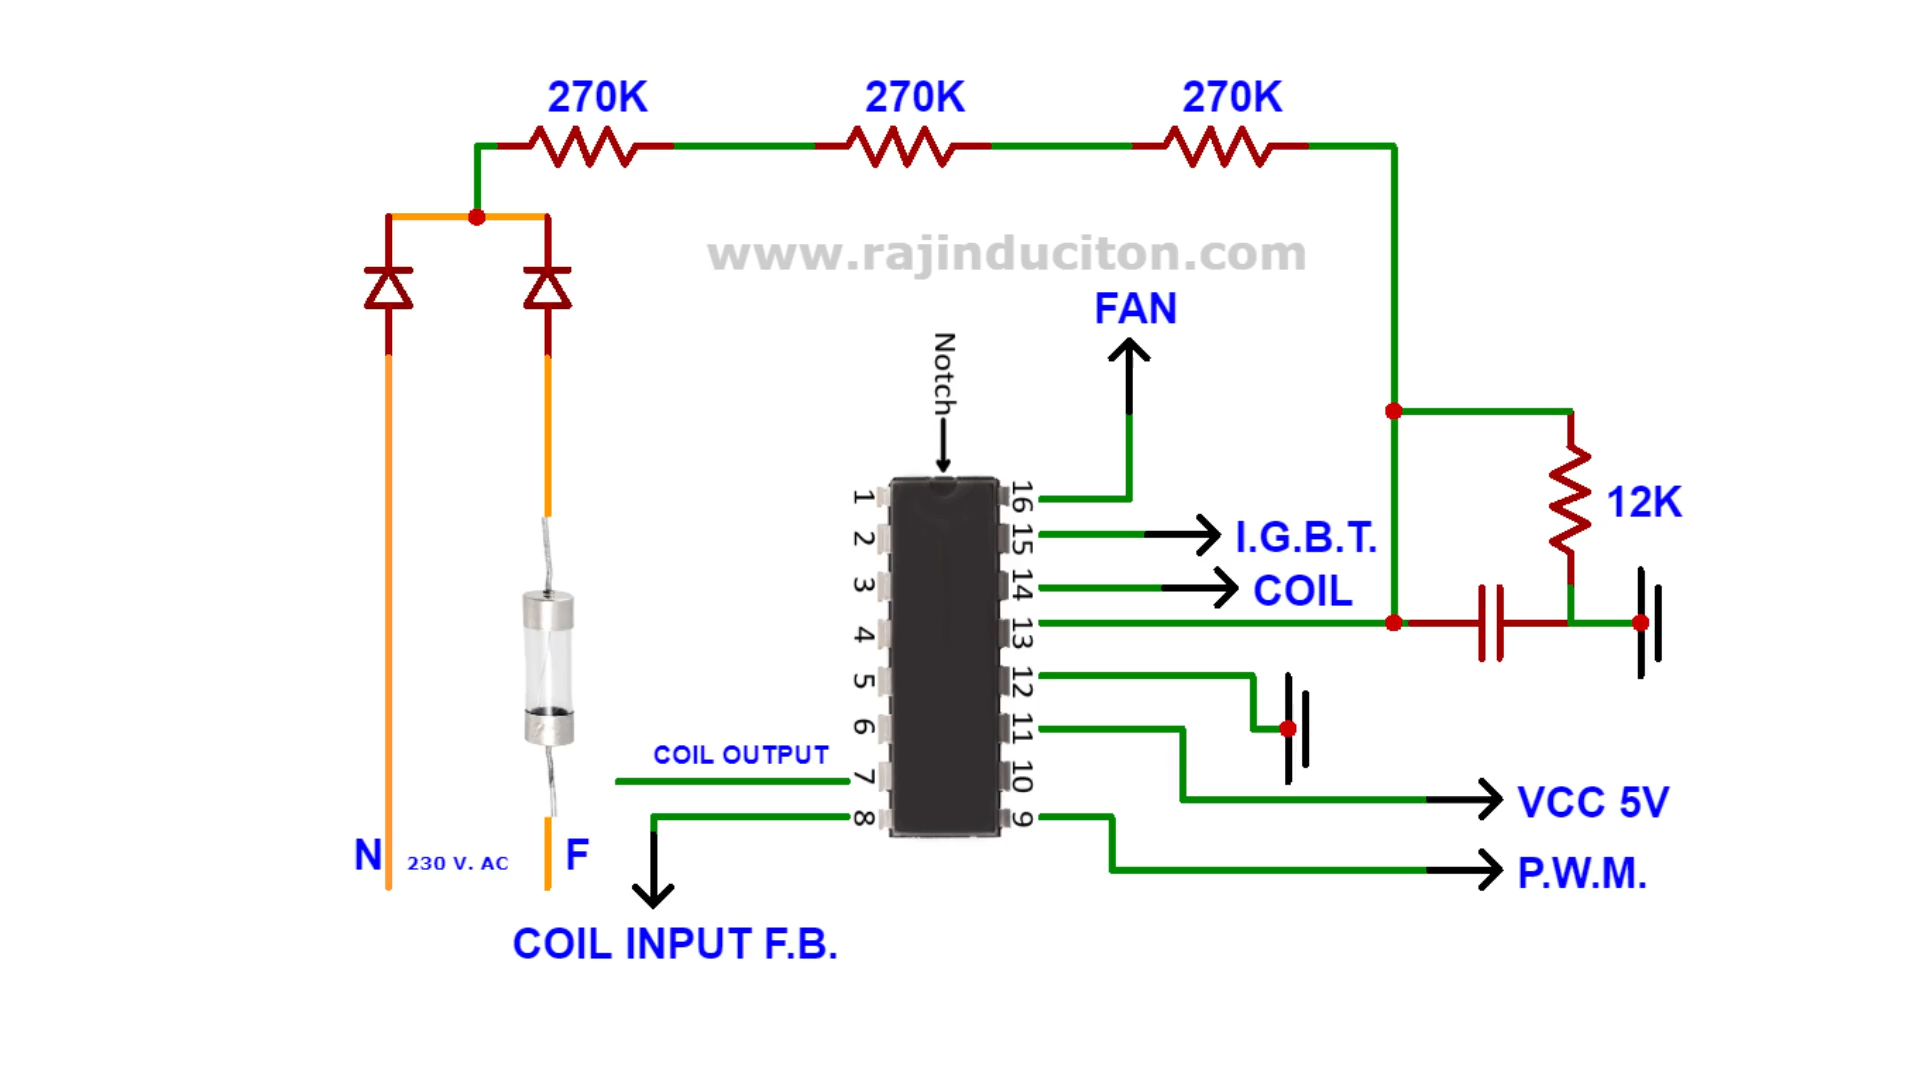 270K 270K 270K
www.rajinduciton.com
FAN
Notch
1 16
2 15 I.G.B.T.
3 14 COIL
4 13
5 12
6 11
7 10
8 9
12K
COIL OUTPUT
VCC 5V
N 230 V. AC F
P.W.M.
COIL INPUT F.B.